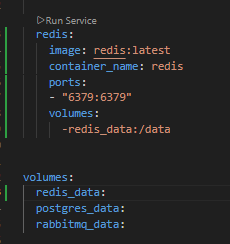 ▷Run Service
redis:
  image: redis:latest
  container_name: redis
  ports:
  - "6379:6379"
  volumes:
    -redis_data:/data
volumes:
  redis_data:
  postgres_data:
  rabbitmq_data: